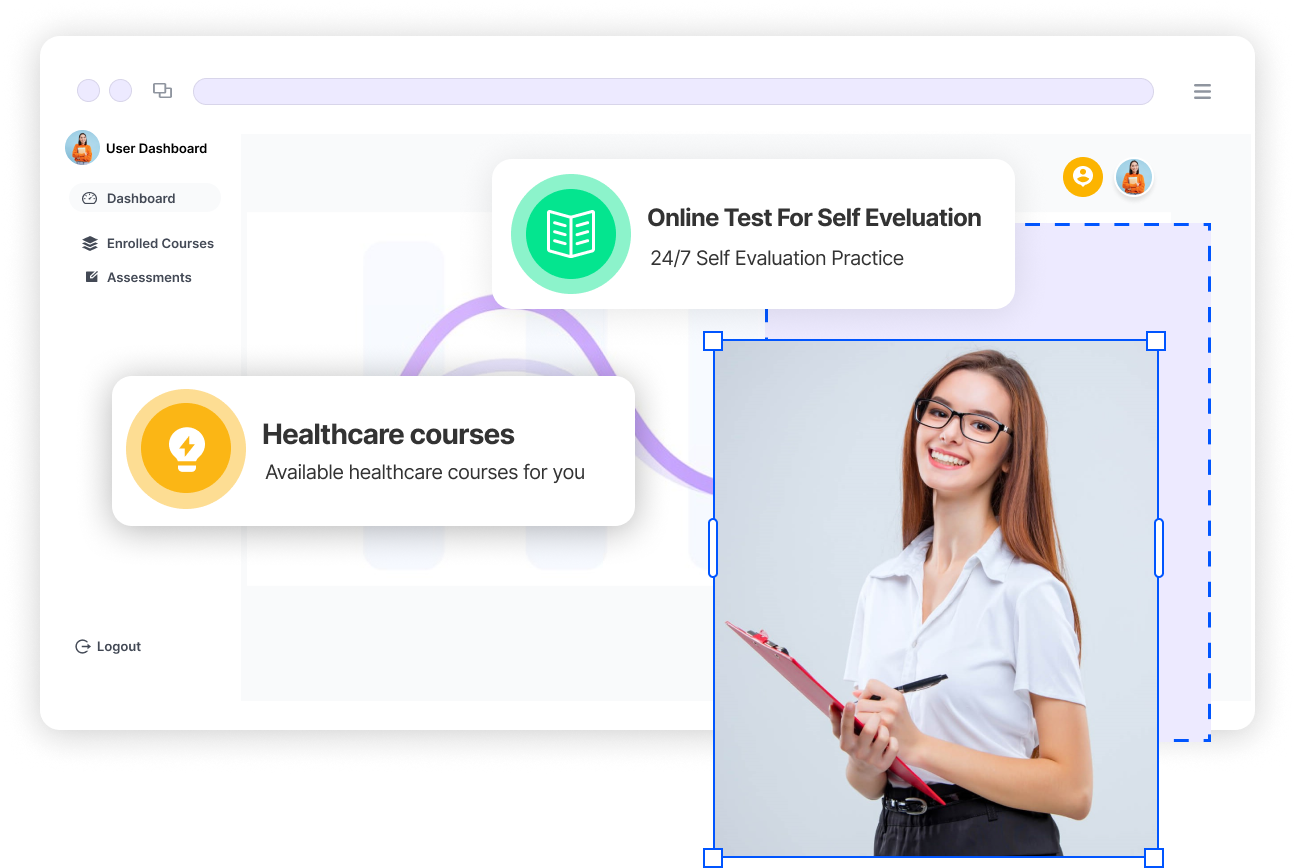 User Dashboard
Dashboard
Enrolled Courses
Assessments
Online Test For Self Eveluation
24/7 Self Evaluation Practice
Healthcare courses
Available healthcare courses for you
Logout